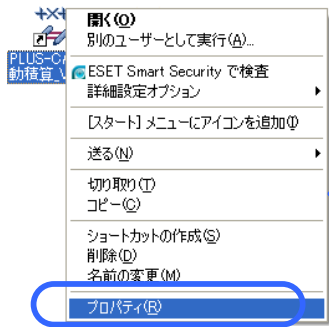 開く(O)
別のユーザーとして実行(A)...
PLUS-CA
動積算_V
ESET Smart Security で検査
詳細設定オプション
[スタート] メニューにアイコンを追加(I)
送る(N)
切り取り(T)
コピー(C)
ショートカットの作成(S)
削除(D)
名前の変更(M)
プロパティ(R)